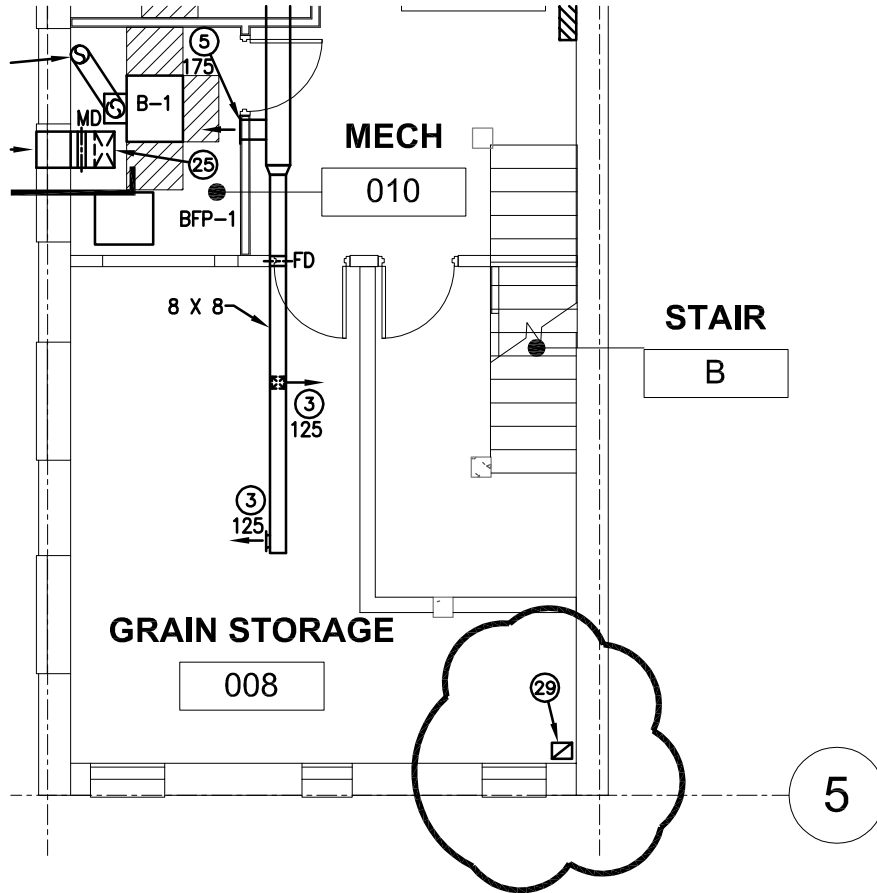 5
175
B-1
MD
MECH
25
010
BFP-1
FD
8 X 8
STAIR
B
3
125
3
125
GRAIN STORAGE
008
29
5